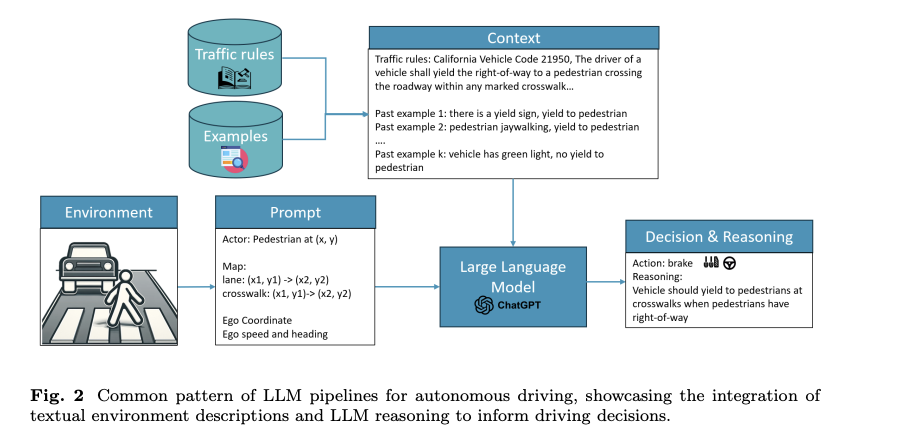 Traffic rules
Examples
Context
Traffic rules: California Vehicle Code 21950, The driver of a
vehicle shall yield the right-of-way to a pedestrian crossing
the roadway within any marked crosswalk...
Past example 1: there is a yield sign, yield to pedestrian
Past example 2: pedestrian jaywalking, yield to pedestrian
....
Past example k: vehicle has green light, no yield to
pedestrian
Environment
Prompt
Actor: Pedestrian at (x, y)
Map:
lane: (x1, y1) -> (x2, y2)
crosswalk: (x1, y1)-> (x2, y2)
Ego Coordinate
Ego speed and heading
Large Language
Model
ChatGPT
Decision & Reasoning
Action: brake
Reasoning:
Vehicle should yield to pedestrians at
crosswalks when pedestrians have
right-of-way
Fig. 2 Common pattern of LLM pipelines for autonomous driving, showcasing the integration of
textual environment descriptions and LLM reasoning to inform driving decisions.